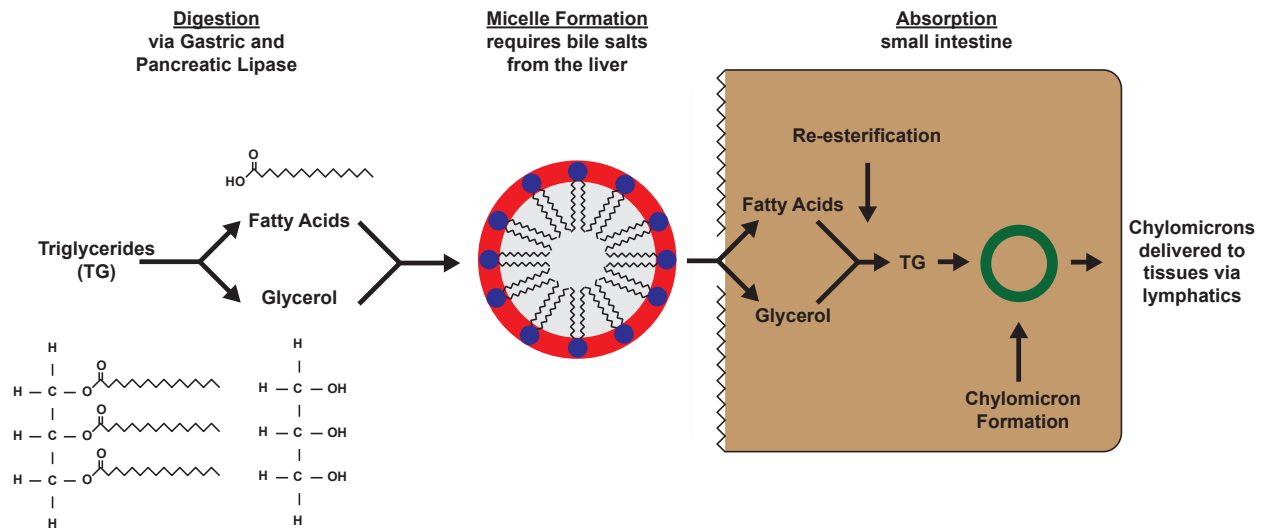 Digestion
via Gastric and
Pancreatic Lipase
Micelle Formation
requires bile salts
from the liver
Absorption
small intestine
O
HO
Fatty Acids
Triglycerides
(TG)
Glycerol
Re-esterification
Fatty Acids
TG
Glycerol
Chylomicron
Formation
Chylomicrons
delivered to
tissues via
lymphatics
H
O
H — C — O
O
H — C — O
O
H — C — O
H
H
H — C — OH
H — C — OH
H — C — OH
H